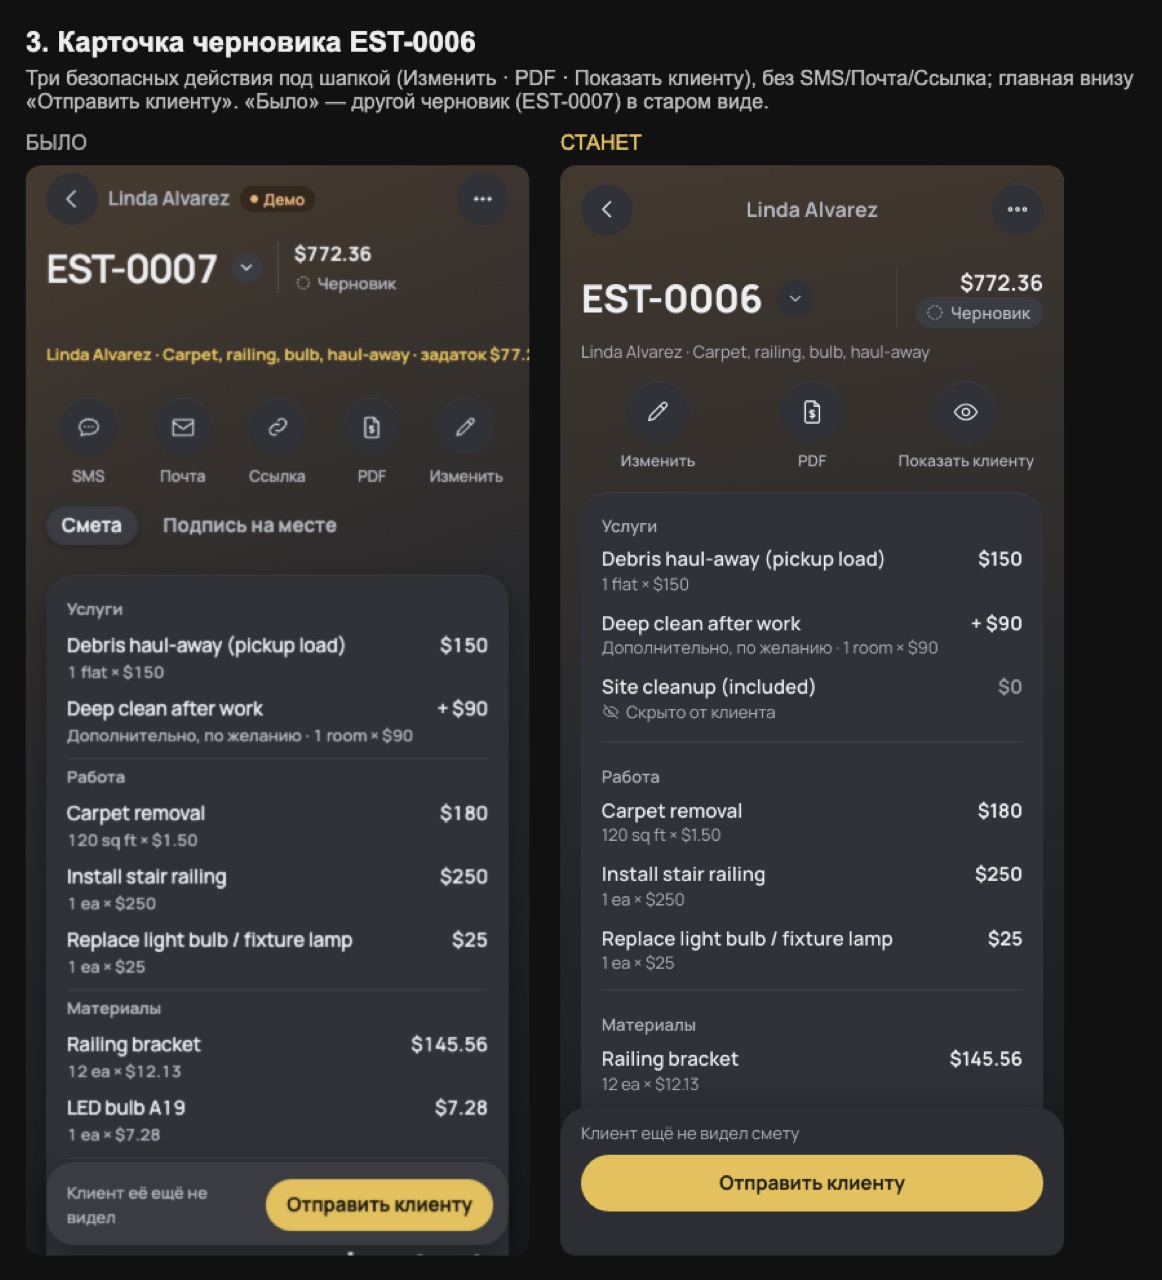 3. Карточка черновика EST-0006
Три безопасных действия под шапкой (Изменить · PDF · Показать клиенту), без SMS/Почта/Ссылка; главная внизу
«Отправить клиенту». «Было» — другой черновик (EST-0007) в старом виде.
БЫЛО
Linda Alvarez
Демо
EST-0007
$772.36
Черновик
Linda Alvarez · Carpet, railing, bulb, haul-away · задаток $77.2
SMS
Почта
Ссылка
PDF
Изменить
Смета
Подпись на месте
Услуги
Debris haul-away (pickup load) $150
1 flat × $150
Deep clean after work + $90
Дополнительно, по желанию · 1 room × $90
Работа
Carpet removal $180
120 sq ft × $1.50
Install stair railing $250
1 ea × $250
Replace light bulb / fixture lamp $25
1 ea × $25
Материалы
Railing bracket $145.56
12 ea × $12.13
LED bulb A19 $7.28
1 ea × $7.28
Клиент её ещё не
видел
Отправить клиенту
СТАНЕТ
Linda Alvarez
EST-0006
$772.36
Черновик
Linda Alvarez · Carpet, railing, bulb, haul-away
Изменить
PDF
Показать клиенту
Услуги
Debris haul-away (pickup load) $150
1 flat × $150
Deep clean after work + $90
Дополнительно, по желанию · 1 room × $90
Site cleanup (included) $0
Скрыто от клиента
Работа
Carpet removal $180
120 sq ft × $1.50
Install stair railing $250
1 ea × $250
Replace light bulb / fixture lamp $25
1 ea × $25
Материалы
Railing bracket $145.56
12 ea × $12.13
Клиент ещё не видел смету
Отправить клиенту